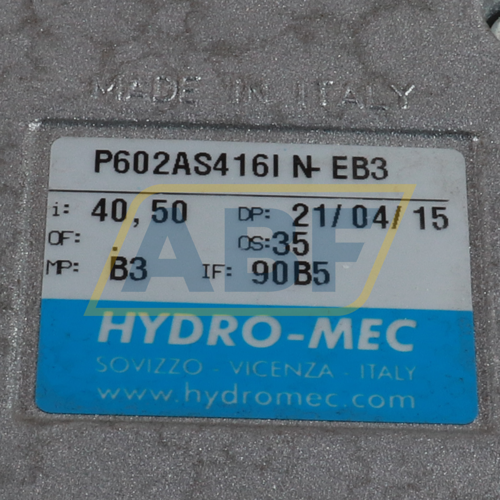 MADE IN ITALY
P602AS416I N-EB3
i: 40,50 DP: 21/04/15
OF: . OS:35
MP: .B3 IF: 90B5
ABF
HYDRO-MEC
SOVIZZO - VICENZA - ITALY
www.hydromec.com